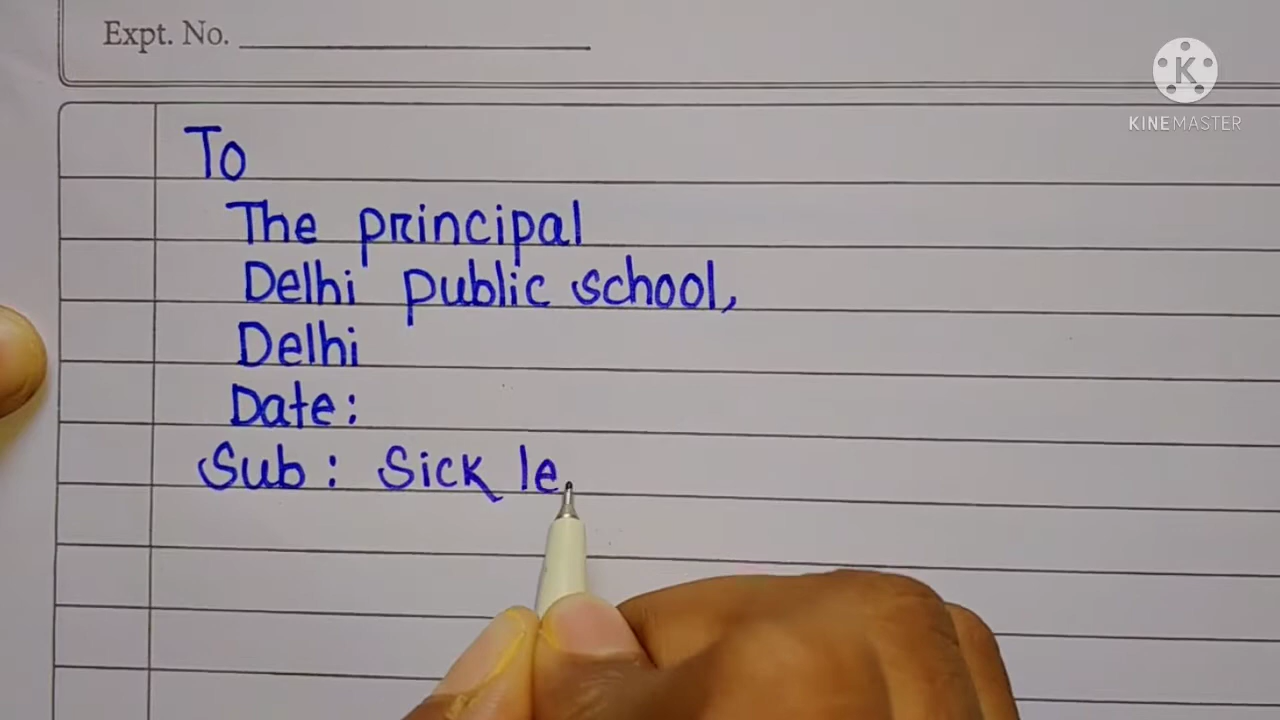 Expt. No.
K
KINEMASTER
To
The principal
Delhi public school,
Delhi
Date:
Sub: Sick le